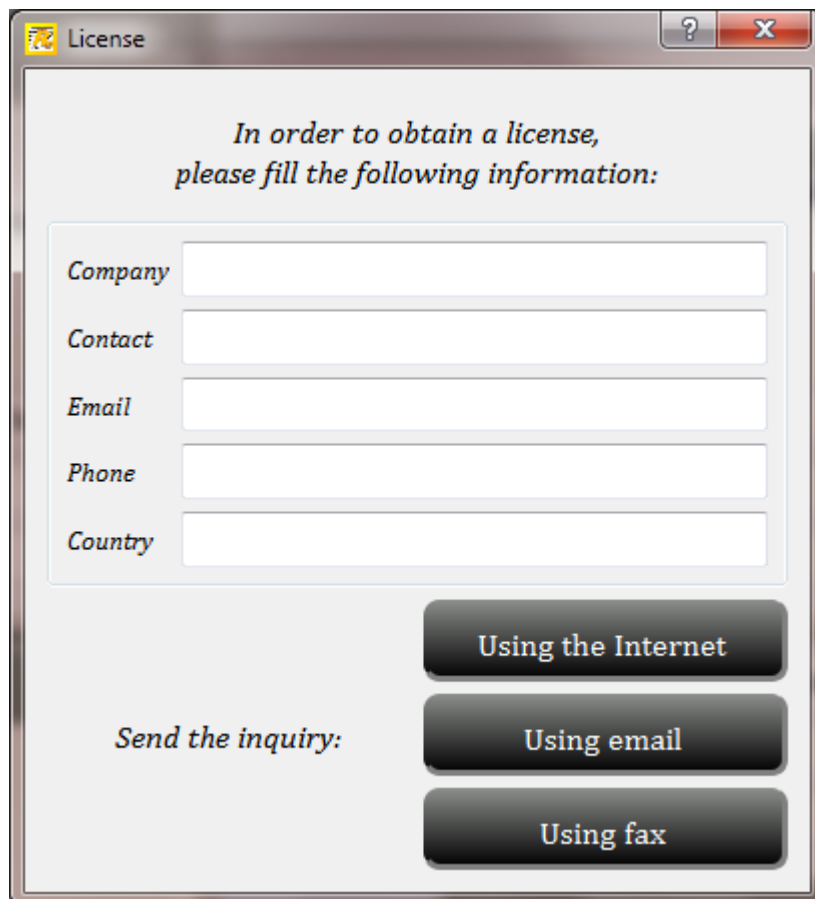 License
In order to obtain a license,
please fill the following information:
Company
Contact
Email
Phone
Country
Send the inquiry:
Using the Internet
Using email
Using fax